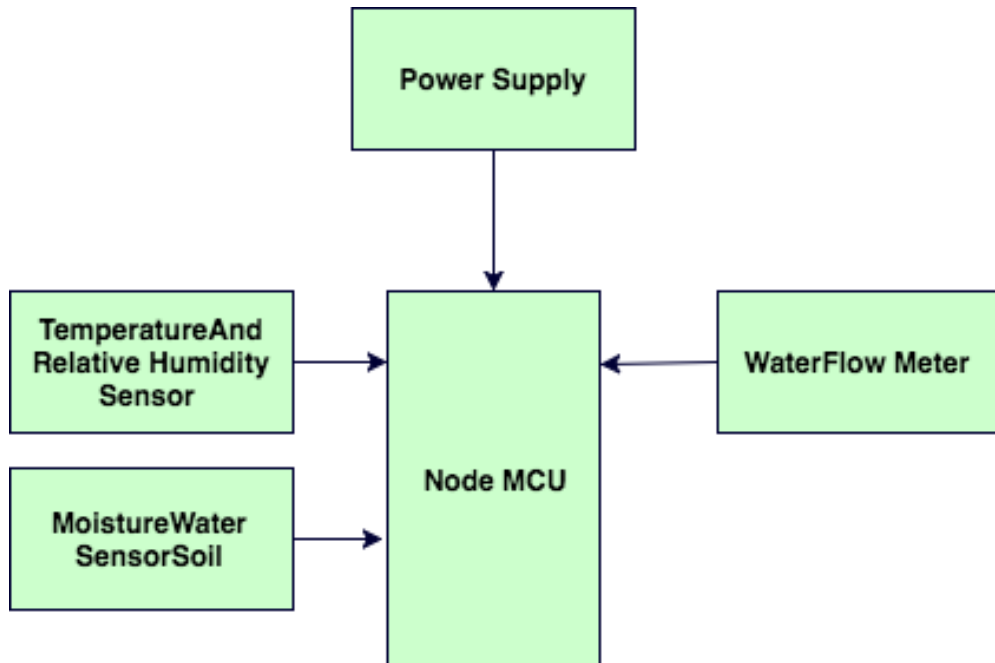 Power Supply
TemperatureAnd
Relative Humidity
Sensor
WaterFlow Meter
Node MCU
MoistureWater
SensorSoil